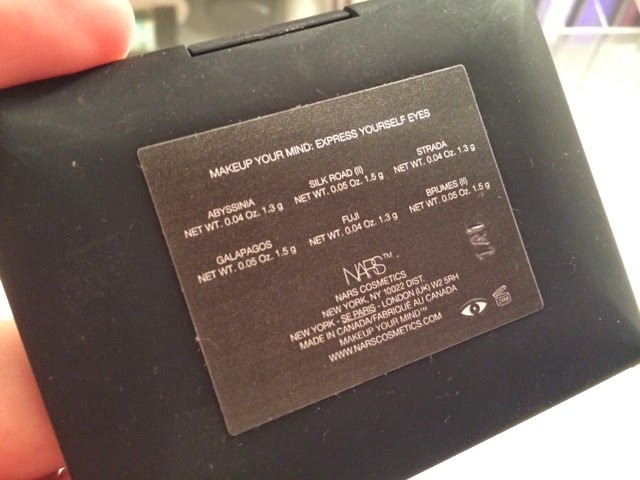 MAKEUP YOUR MIND: EXPRESS YOURSELF EYES
ABYSSINIA
NET WT. 0.04 Oz. 1.3 g
SILK ROAD (II)
NET WT. 0.05 Oz. 1.5 g
STRADA
NET WT. 0.04 Oz. 1.3 g
GALAPAGOS
NET WT. 0.05 Oz. 1.5 g
FUJI
NET WT. 0.04 Oz. 1.3 g
BRUMES (II)
NET WT. 0.05 Oz. 1.5 g
NARS™
NARS COSMETICS
NEW YORK, NY 10022 DIST.
NEW YORK - SE PARIS - LONDON (UK) W2 5RH
MADE IN CANADA/FABRIQUÉ AU CANADA
MAKEUP YOUR MIND™
WWW.NARSCOSMETICS.COM